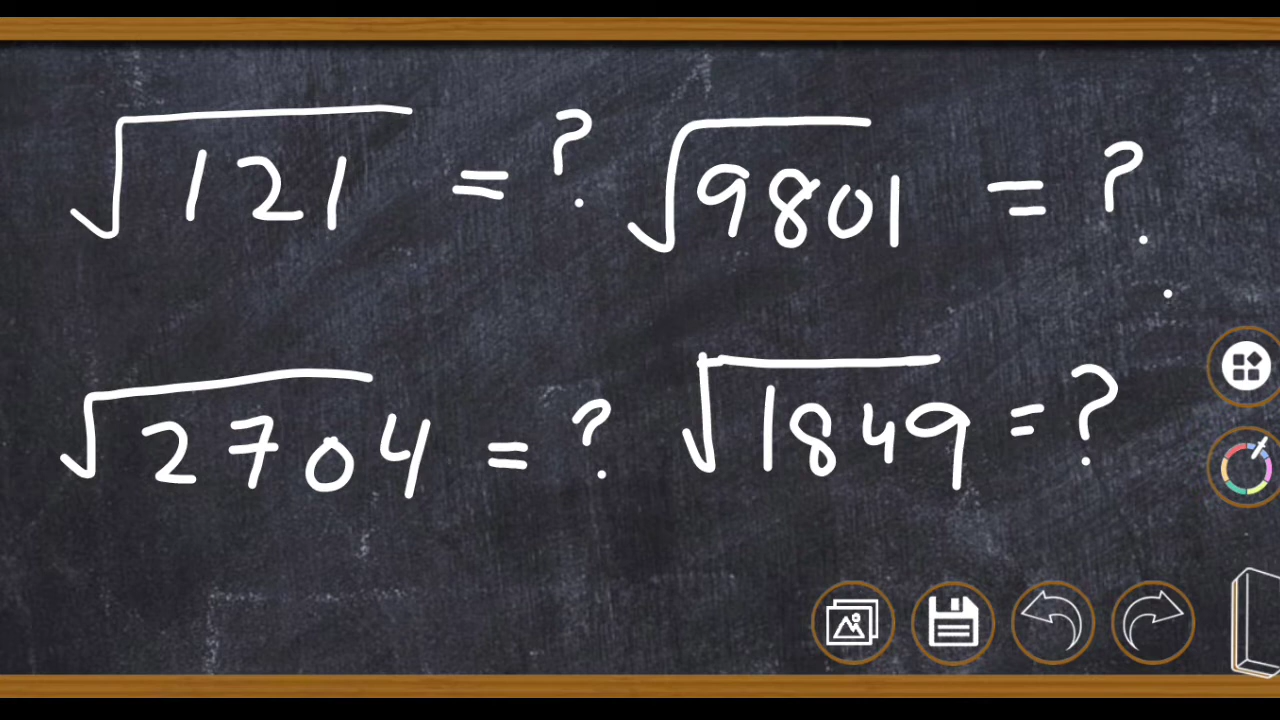 √121 = ? √9801 = ?
√2704 = ? √1849 = ?